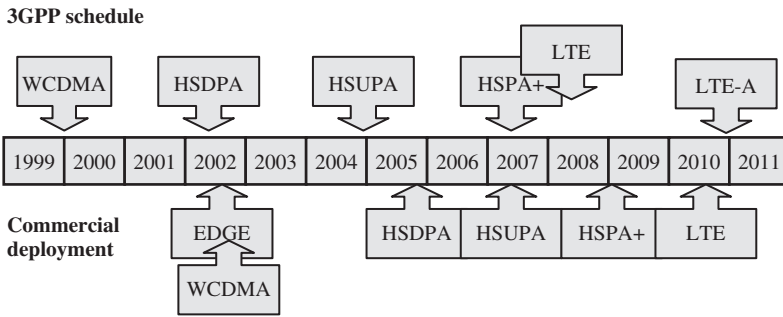 3GPP schedule
LTE
WCDMA HSDPA HSUPA HSPA+ LTE-A
1999 2000 2001 2002 2003 2004 2005 2006 2007 2008 2009 2010 2011
Commercial deployment
EDGE HSDPA HSUPA HSPA+ LTE
WCDMA